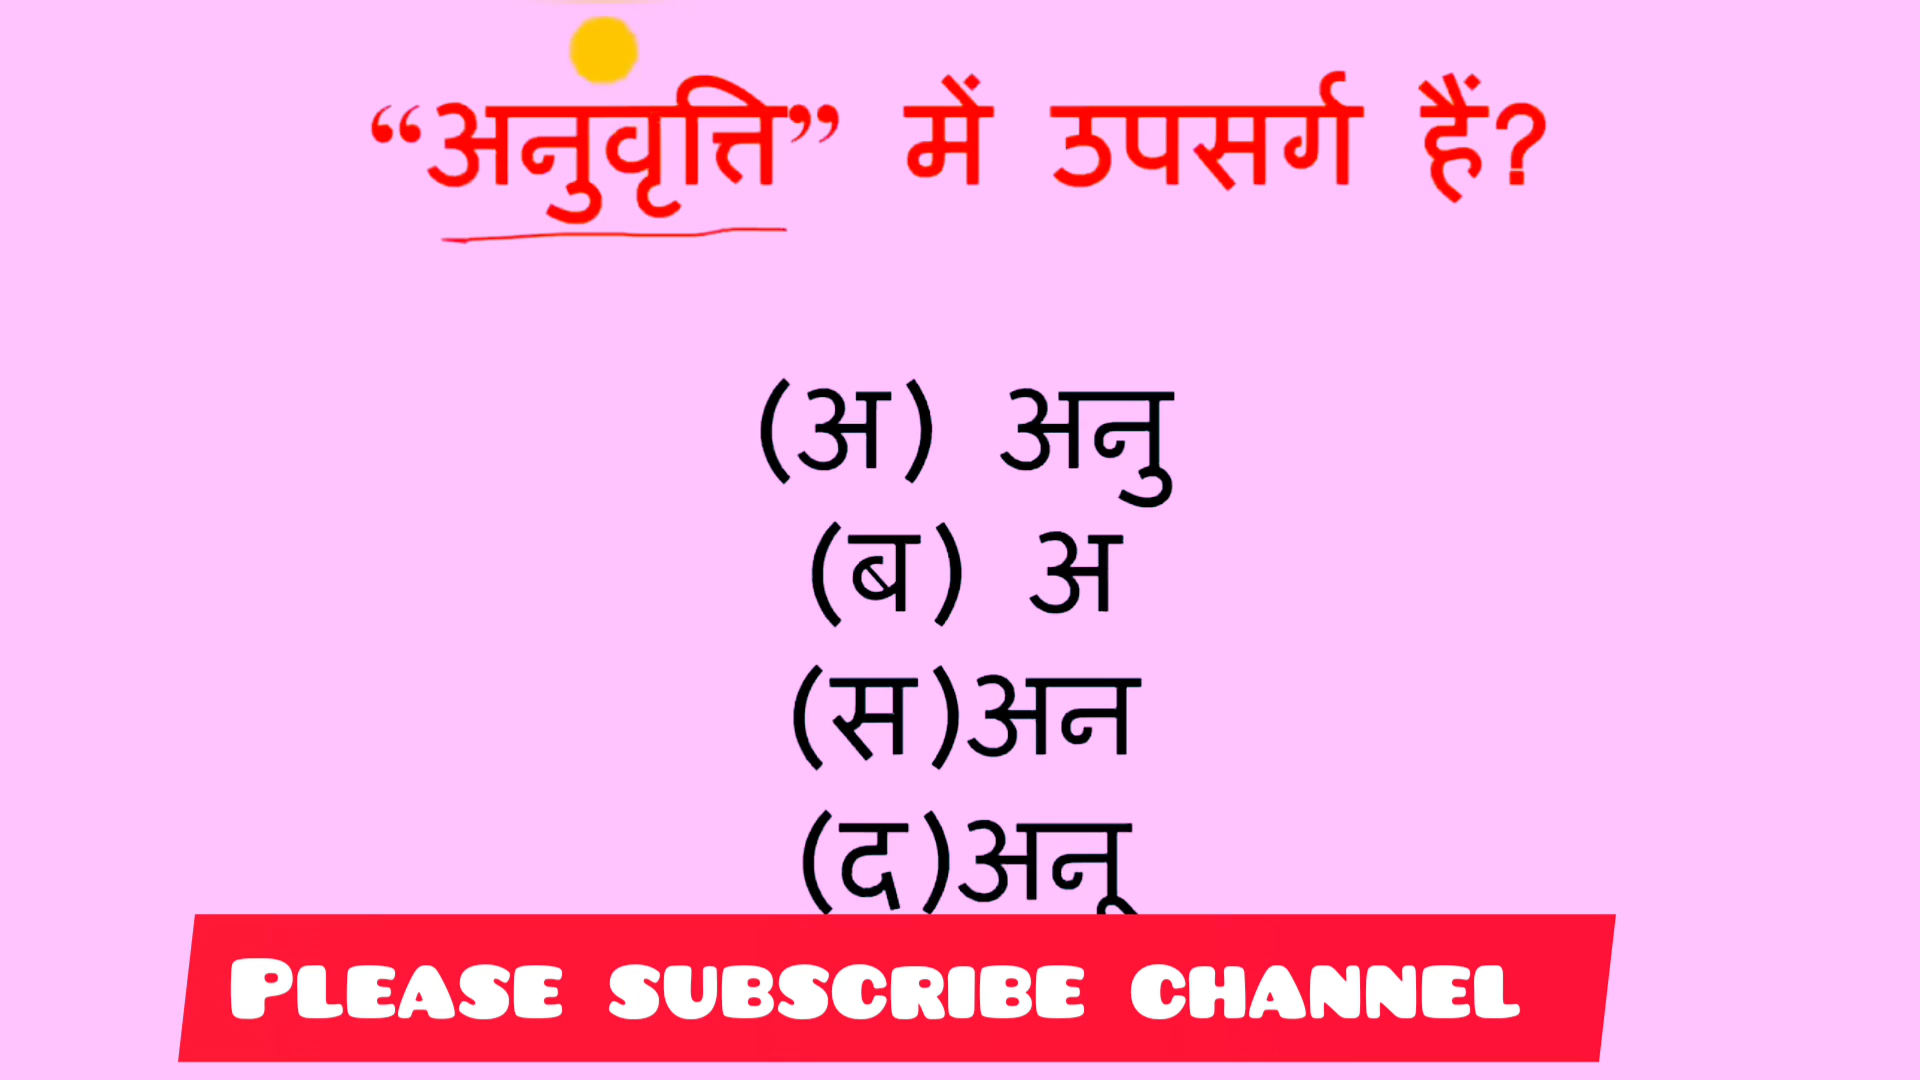 “अनुवृत्ति” में उपसर्ग हैं?
(अ) अनु
(ब) अ
(स)अन
(द)अनू
PLEASE SUBSCRIBE CHANNEL